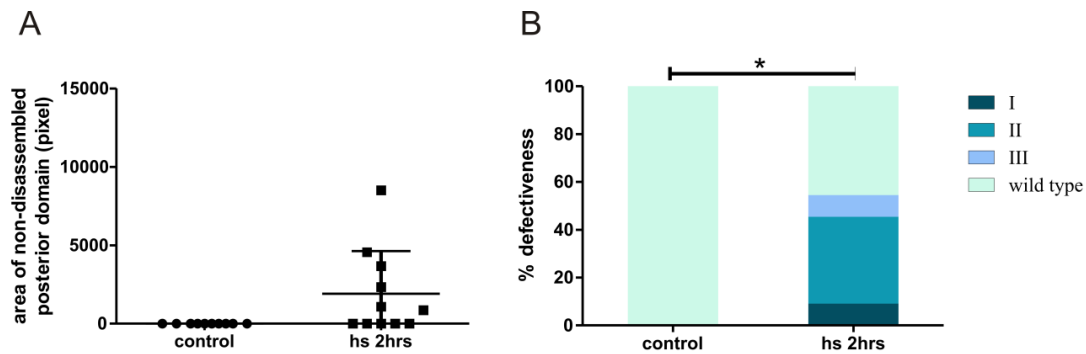 A
area of non-disassembled
posterior domain (pixel)
15000
10000
5000
0
control
hs 2hrs
B
% defectiveness
100
80
60
40
20
0
*
control
hs 2hrs
I
II
III
wild type